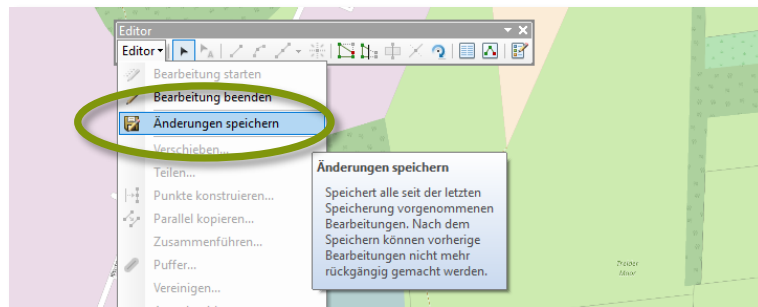 Editor
Editor
Bearbeitung starten
Bearbeitung beenden
Änderungen speichern
Verschieben...
Teilen...
Punkte konstruieren...
Parallel kopieren...
Zusammenführen...
Puffer...
Vereinigen...
Änderungen speichern
Speichert alle seit der letzten
Speicherung vorgenommenen
Bearbeitungen. Nach dem
Speichern können vorherige
Bearbeitungen nicht mehr
rückgängig gemacht werden.
Moor